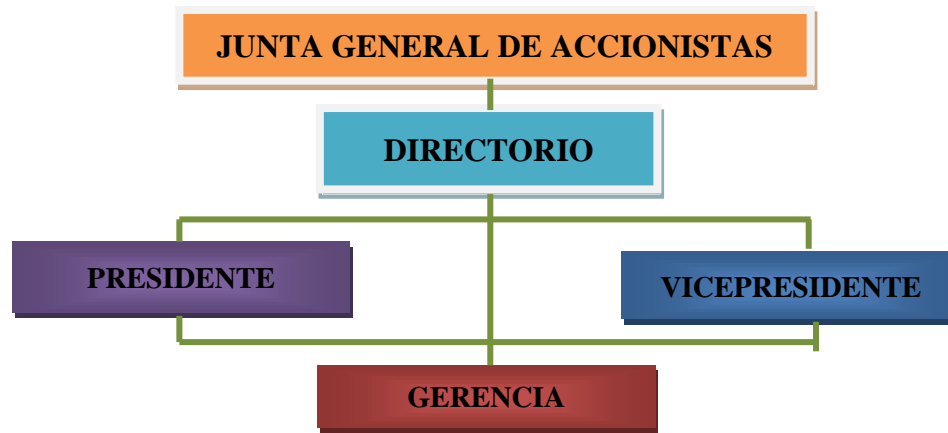 JUNTA GENERAL DE ACCIONISTAS
DIRECTORIO
PRESIDENTE
VICEPRESIDENTE
GERENCIA